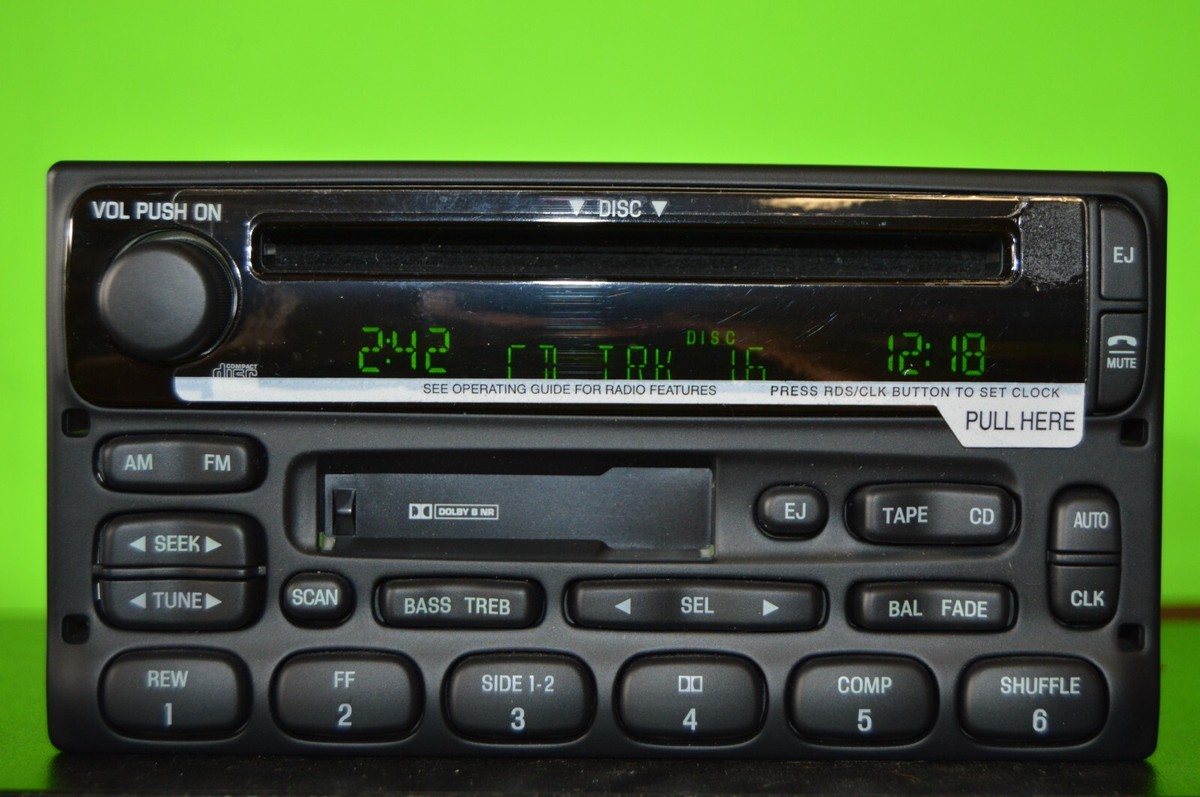 VOL PUSH ON
▼ DISC ▼
EJ
MUTE
2:42
DISC
CD TRK 16
12:18
COMPACT
disc
SEE OPERATING GUIDE FOR RADIO FEATURES
PRESS RDS/CLK BUTTON TO SET CLOCK
PULL HERE
AM FM
DOLBY B NR
EJ
TAPE CD
AUTO
◀ SEEK ▶
◀ TUNE ▶
SCAN
BASS TREB
◀ SEL ▶
BAL FADE
CLK
REW
1
FF
2
SIDE 1-2
3
4
COMP
5
SHUFFLE
6